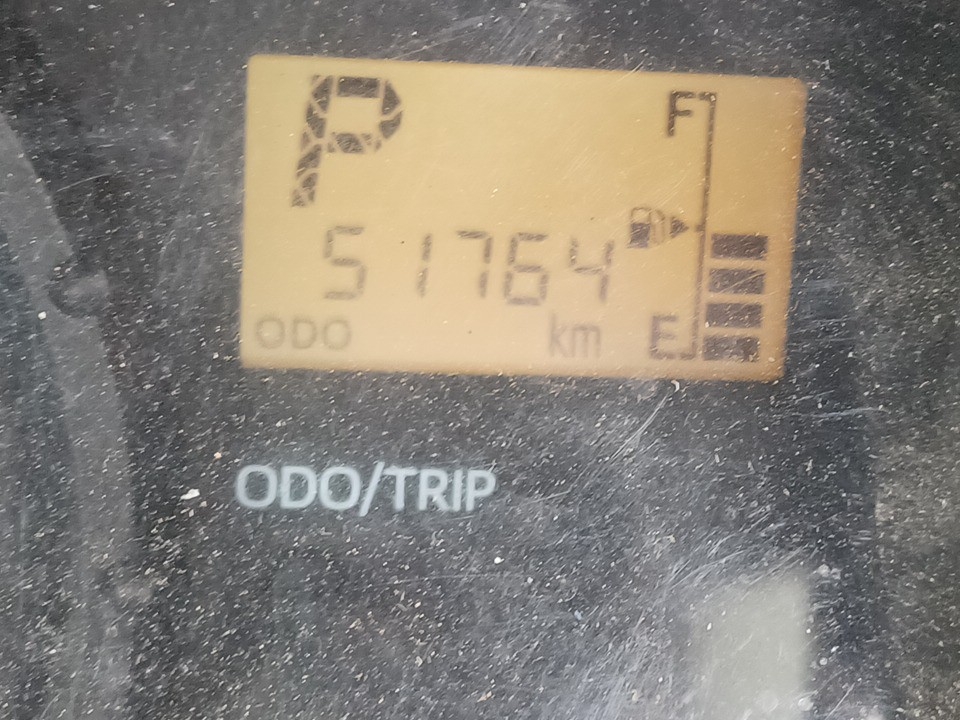 P
F
51764
ODO km E
ODO/TRIP